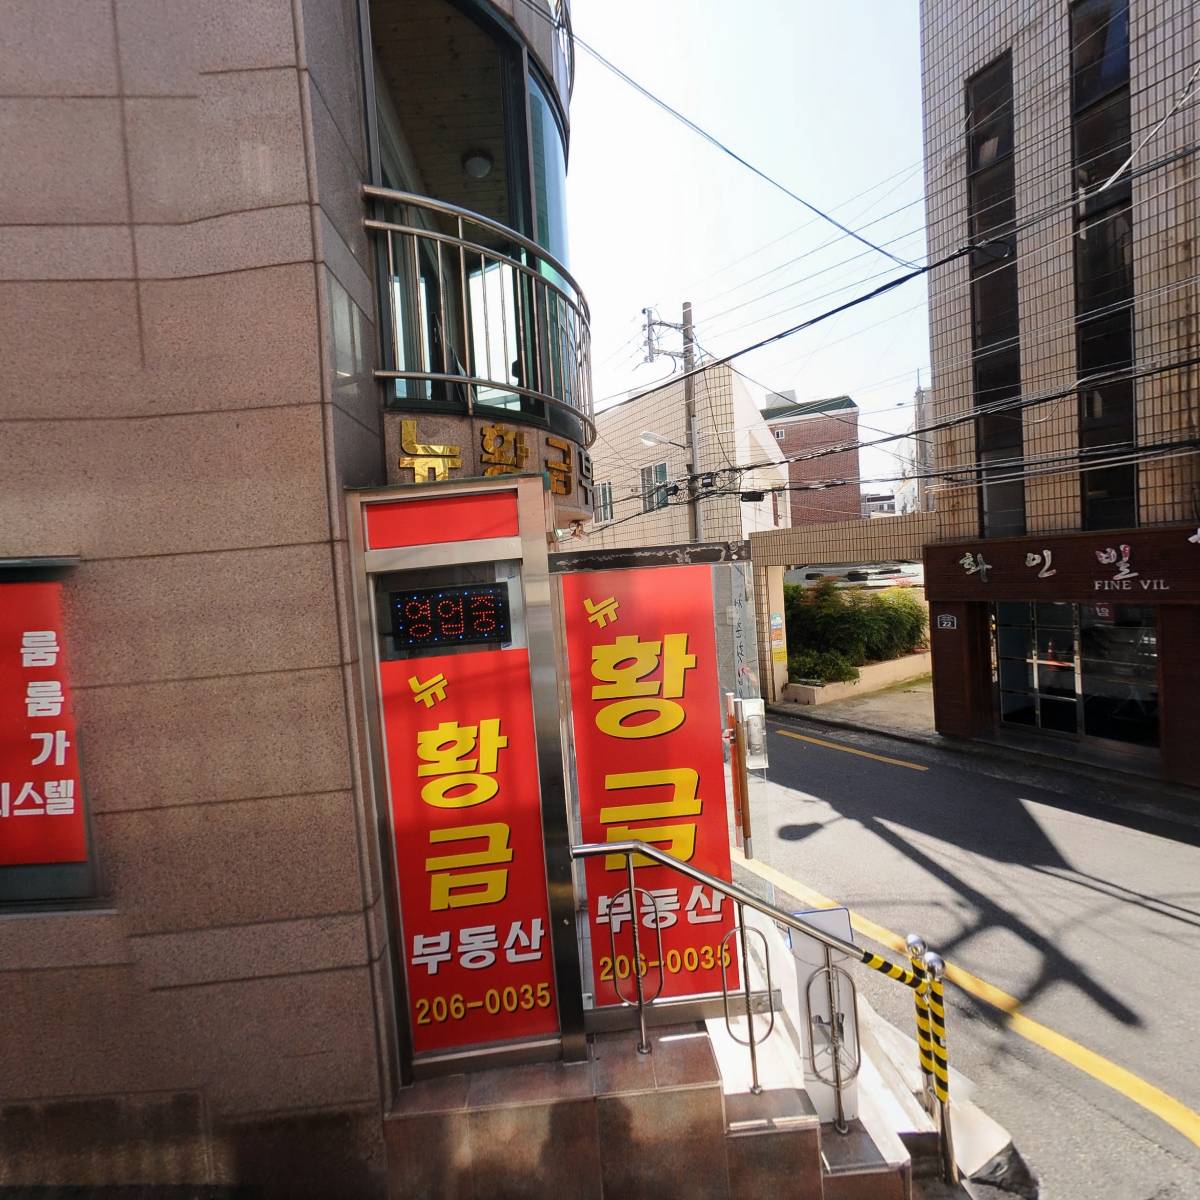 뉴황금부
영업중
뉴
황
금
부동산
206-0035
뉴
황
금
부동산
206-0035
룸
룸
가
스텔
화인빌
FINE VIL
22